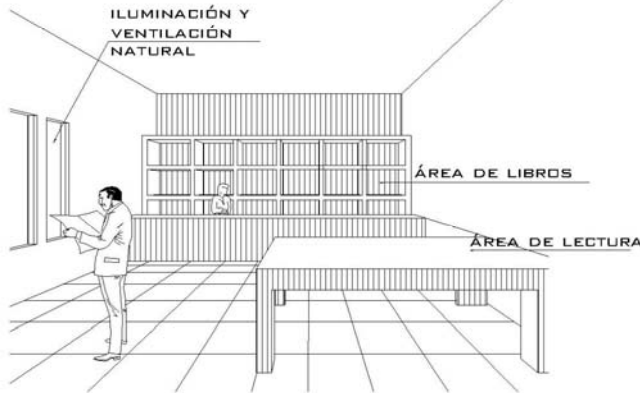 ILUMINACIÓN Y
VENTILACIÓN
NATURAL
ÁREA DE LIBROS
ÁREA DE LECTURA